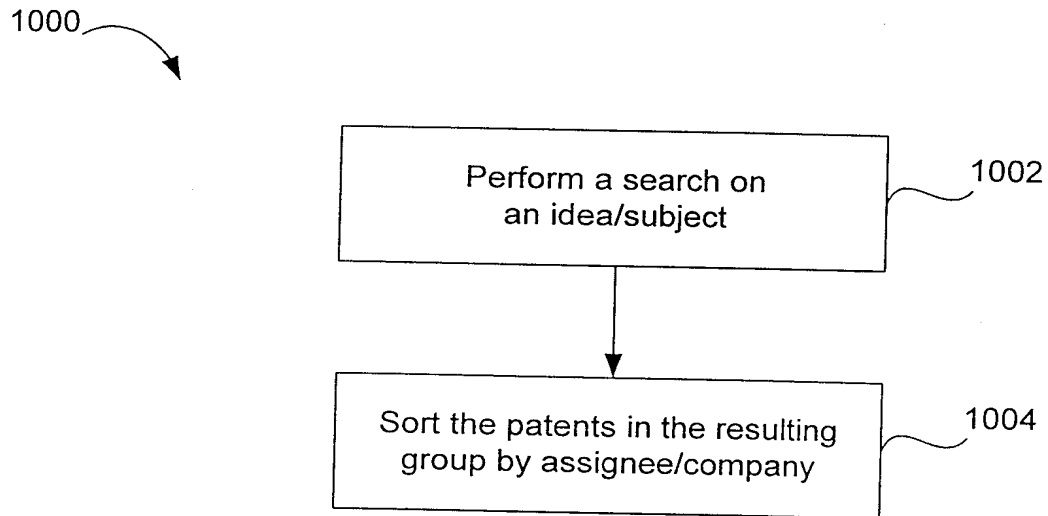 1000
Perform a search on
an idea/subject
1002
Sort the patents in the resulting
group by assignee/company
1004